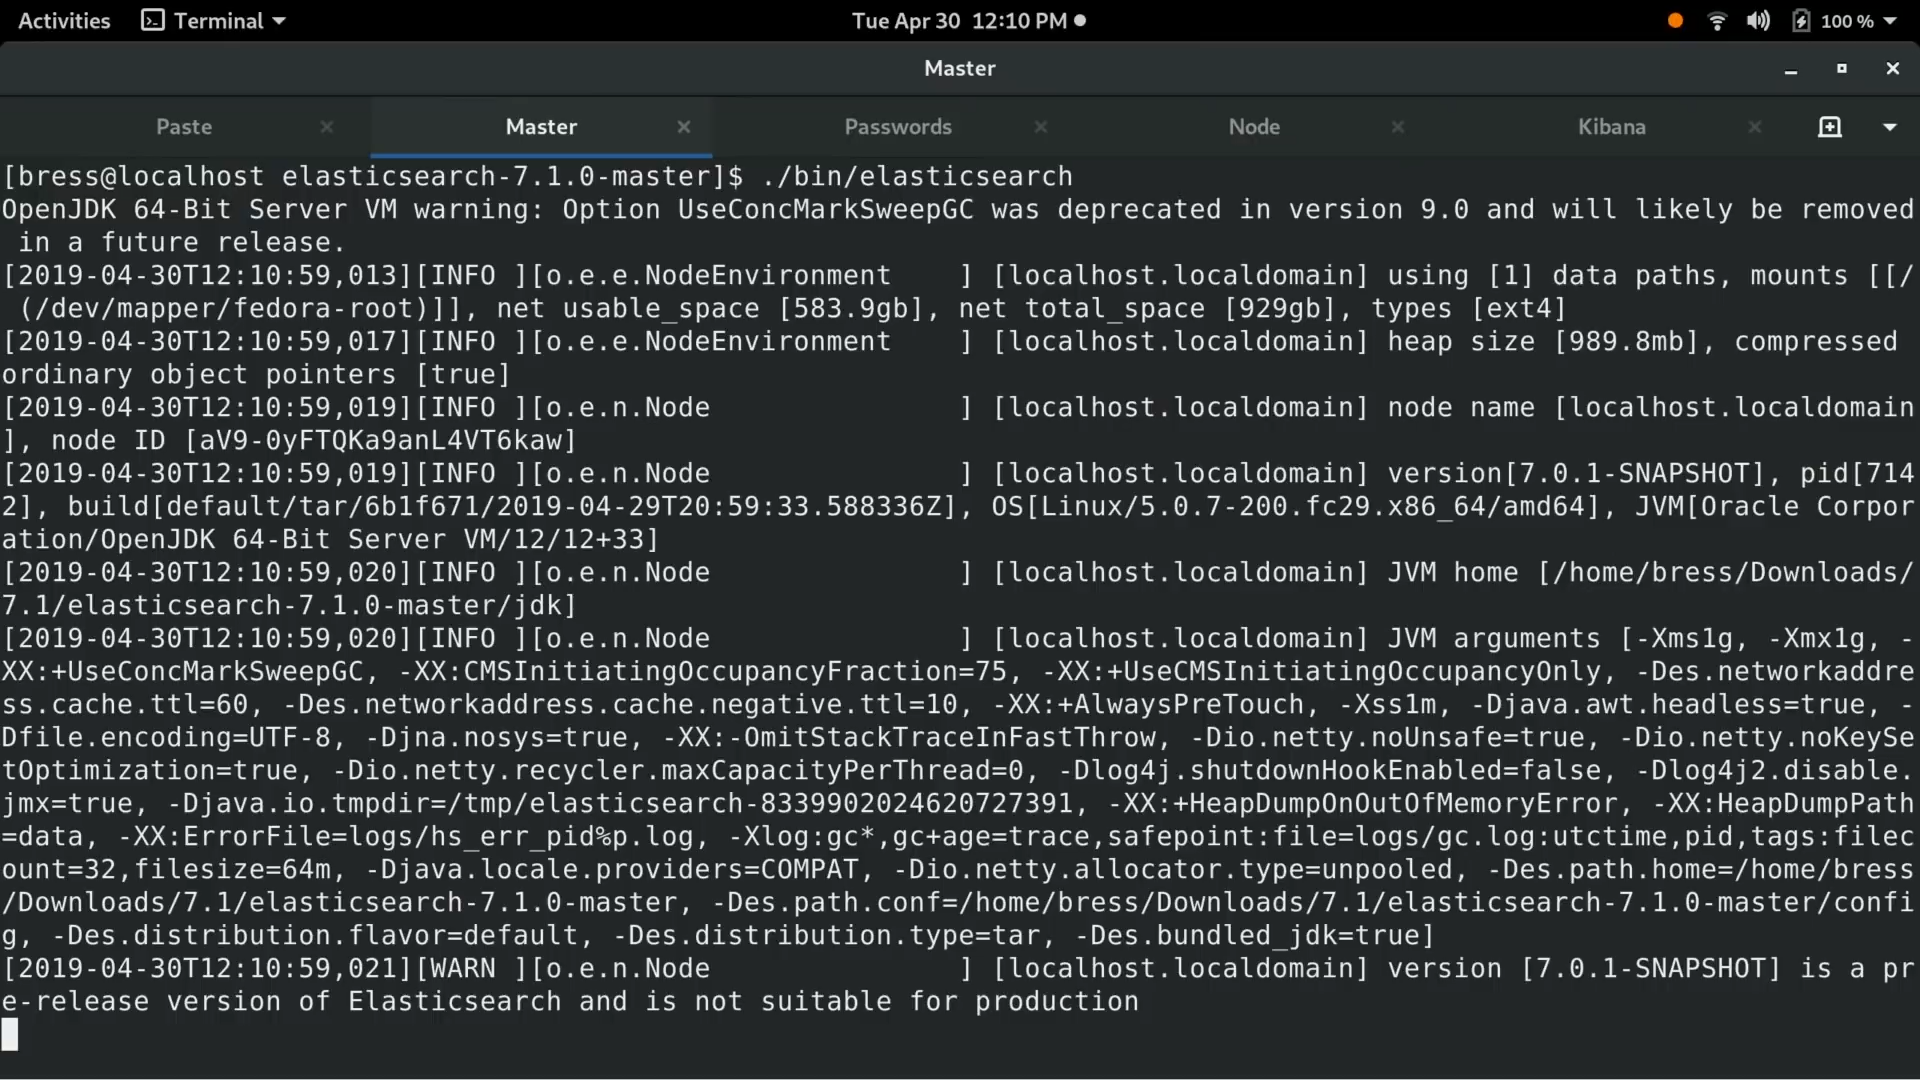 Activities Terminal Tue Apr 30 12:10 PM 100 %
Master
Paste Master Passwords Node Kibana
[bress@localhost elasticsearch-7.1.0-master]$ ./bin/elasticsearch
OpenJDK 64-Bit Server VM warning: Option UseConcMarkSweepGC was deprecated in version 9.0 and will likely be removed
 in a future release.
[2019-04-30T12:10:59,013][INFO ][o.e.e.NodeEnvironment    ] [localhost.localdomain] using [1] data paths, mounts [[/
 (/dev/mapper/fedora-root)]], net usable_space [583.9gb], net total_space [929gb], types [ext4]
[2019-04-30T12:10:59,017][INFO ][o.e.e.NodeEnvironment    ] [localhost.localdomain] heap size [989.8mb], compressed
ordinary object pointers [true]
[2019-04-30T12:10:59,019][INFO ][o.e.n.Node               ] [localhost.localdomain] node name [localhost.localdomain
], node ID [aV9-0yFTQKa9anL4VT6kaw]
[2019-04-30T12:10:59,019][INFO ][o.e.n.Node               ] [localhost.localdomain] version[7.0.1-SNAPSHOT], pid[714
2], build[default/tar/6b1f671/2019-04-29T20:59:33.588336Z], OS[Linux/5.0.7-200.fc29.x86_64/amd64], JVM[Oracle Corpor
ation/OpenJDK 64-Bit Server VM/12/12+33]
[2019-04-30T12:10:59,020][INFO ][o.e.n.Node               ] [localhost.localdomain] JVM home [/home/bress/Downloads/
7.1/elasticsearch-7.1.0-master/jdk]
[2019-04-30T12:10:59,020][INFO ][o.e.n.Node               ] [localhost.localdomain] JVM arguments [-Xms1g, -Xmx1g, -
XX:+UseConcMarkSweepGC, -XX:CMSInitiatingOccupancyFraction=75, -XX:+UseCMSInitiatingOccupancyOnly, -Des.networkaddre
ss.cache.ttl=60, -Des.networkaddress.cache.negative.ttl=10, -XX:+AlwaysPreTouch, -Xss1m, -Djava.awt.headless=true, -
Dfile.encoding=UTF-8, -Djna.nosys=true, -XX:-OmitStackTraceInFastThrow, -Dio.netty.noUnsafe=true, -Dio.netty.noKeySe
tOptimization=true, -Dio.netty.recycler.maxCapacityPerThread=0, -Dlog4j.shutdownHookEnabled=false, -Dlog4j2.disable.
jmx=true, -Djava.io.tmpdir=/tmp/elasticsearch-8339902024620727391, -XX:+HeapDumpOnOutOfMemoryError, -XX:HeapDumpPath
=data, -XX:ErrorFile=logs/hs_err_pid%p.log, -Xlog:gc*,gc+age=trace,safepoint:file=logs/gc.log:utctime,pid,tags:filec
ount=32,filesize=64m, -Djava.locale.providers=COMPAT, -Dio.netty.allocator.type=unpooled, -Des.path.home=/home/bress
/Downloads/7.1/elasticsearch-7.1.0-master, -Des.path.conf=/home/bress/Downloads/7.1/elasticsearch-7.1.0-master/confi
g, -Des.distribution.flavor=default, -Des.distribution.type=tar, -Des.bundled_jdk=true]
[2019-04-30T12:10:59,021][WARN ][o.e.n.Node               ] [localhost.localdomain] version [7.0.1-SNAPSHOT] is a pr
e-release version of Elasticsearch and is not suitable for production